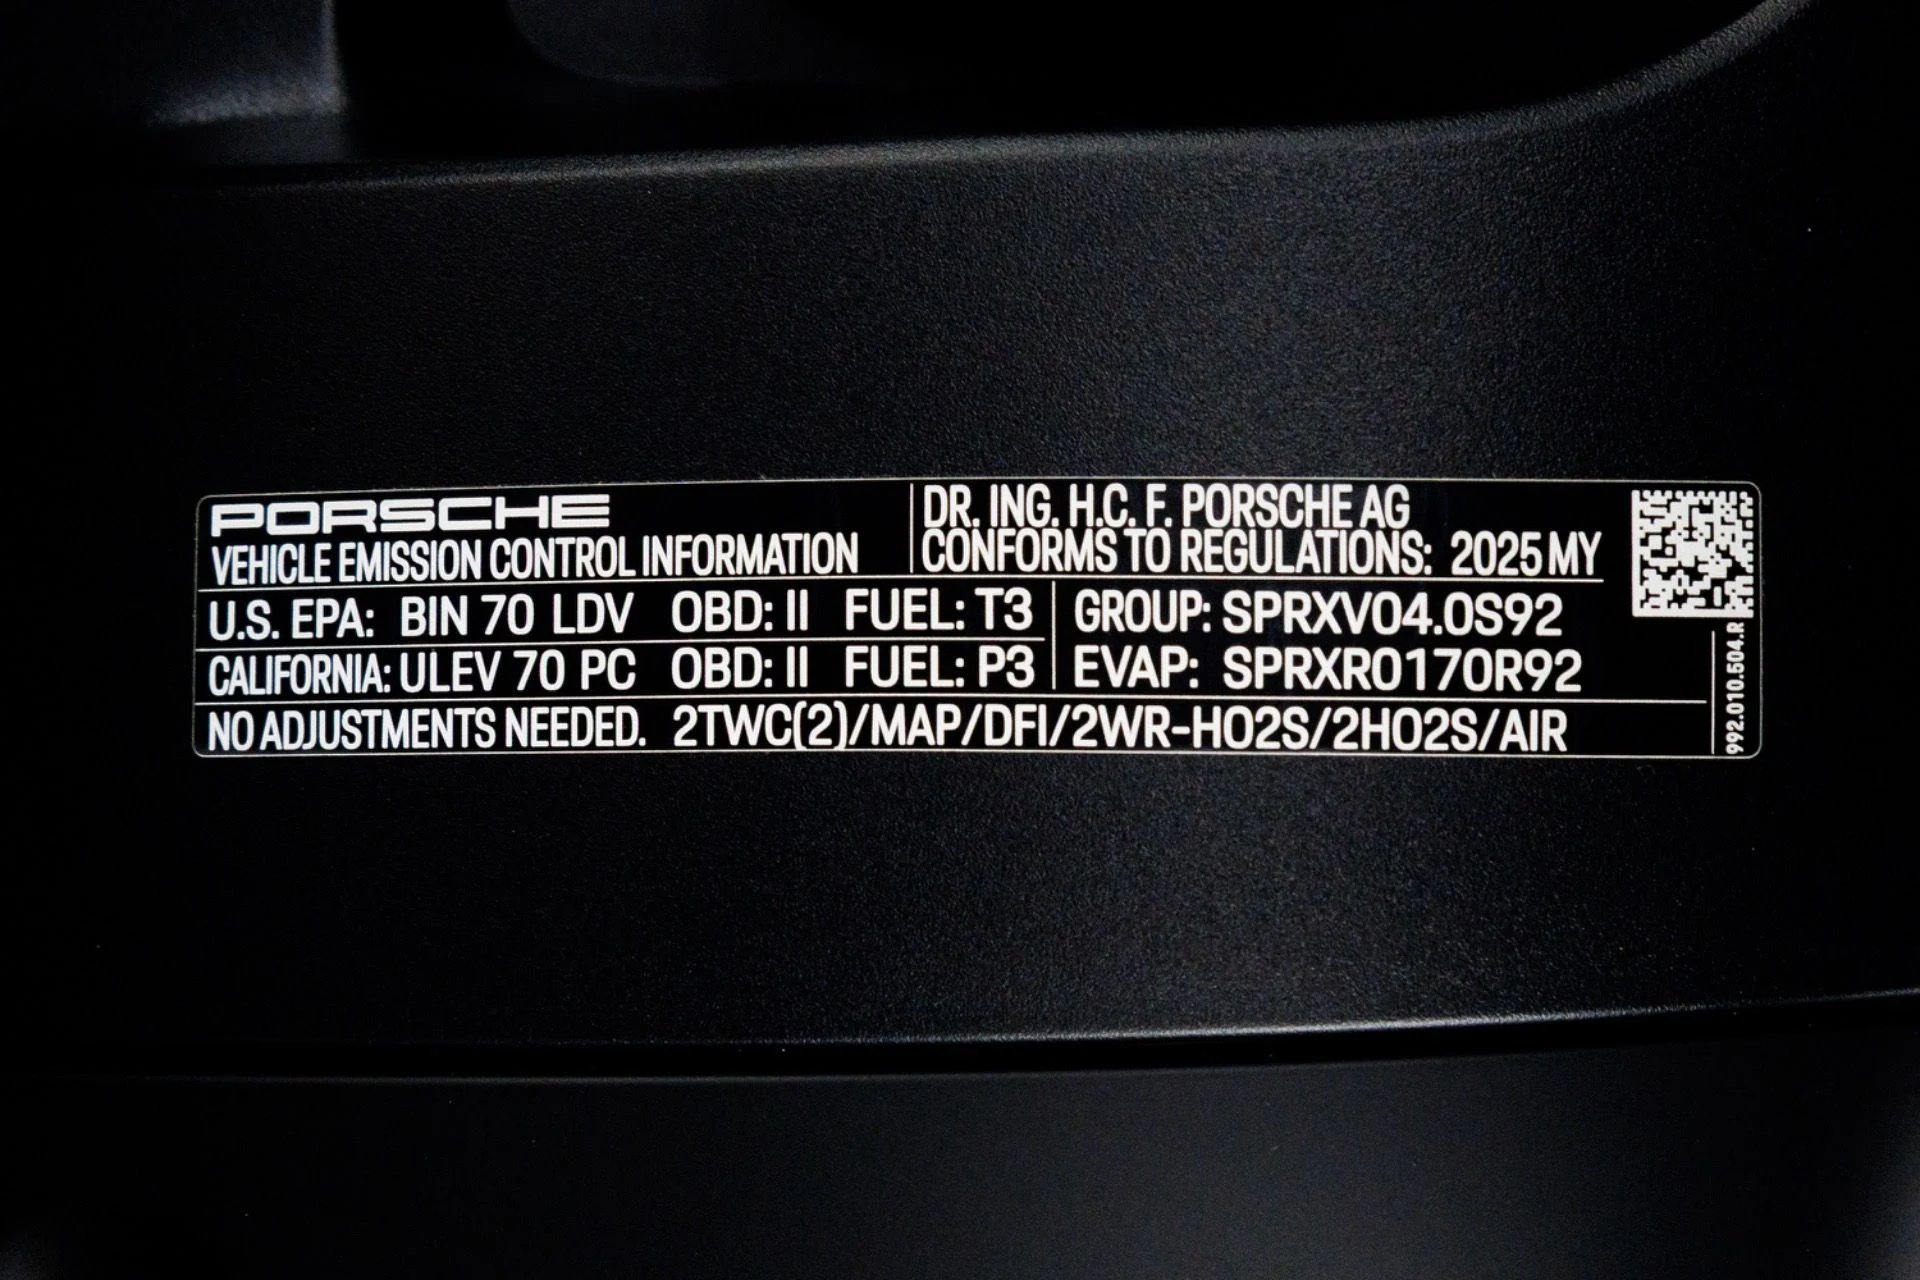 PORSCHE
VEHICLE EMISSION CONTROL INFORMATION
DR. ING. H.C. F. PORSCHE AG
CONFORMS TO REGULATIONS: 2025 MY
U.S. EPA: BIN 70 LDV OBD: II FUEL: T3
GROUP: SPRXV04.0S92
CALIFORNIA: ULEV 70 PC OBD: II FUEL: P3
EVAP: SPRXR0170R92
NO ADJUSTMENTS NEEDED. 2TWC(2)/MAP/DFI/2WR-HO2S/2HO2S/AIR
992.010.504.R